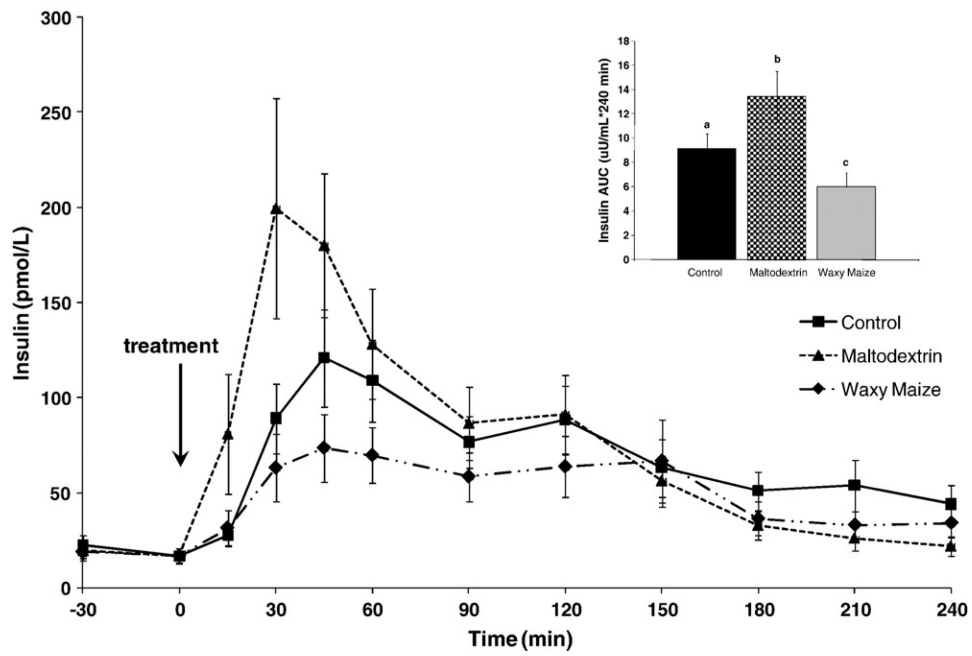 300
250
200
150
100
50
0
Insulin (pmol/L)
treatment
-30 0 30 60 90 120 150 180 210 240
Time (min)
18
16
14
12
10
8
6
4
2
0
Insulin AUC (uU/mL*240 min)
a
b
c
Control Maltodextrin Waxy Maize
Control
Maltodextrin
Waxy Maize